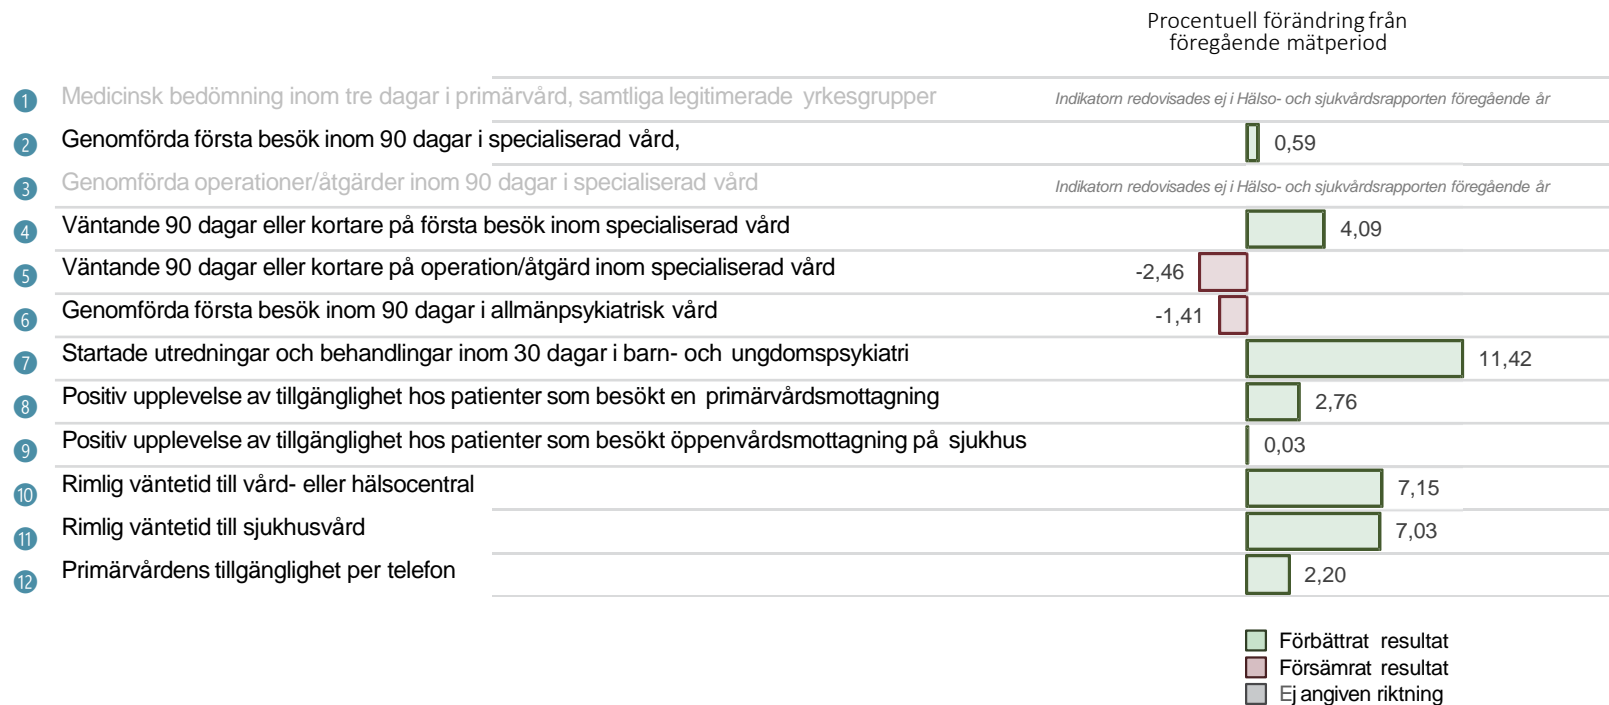 Procentuell förändring från
föregående mätperiod
1 Medicinsk bedömning inom tre dagar i primärvård, samtliga legitimerade yrkesgrupper Indikatorn redovisades ej i Hälso- och sjukvårdsrapporten föregående år
2 Genomförda första besök inom 90 dagar i specialiserad vård, 0,59
3 Genomförda operationer/åtgärder inom 90 dagar i specialiserad vård Indikatorn redovisades ej i Hälso- och sjukvårdsrapporten föregående år
4 Väntande 90 dagar eller kortare på första besök inom specialiserad vård 4,09
5 Väntande 90 dagar eller kortare på operation/åtgärd inom specialiserad vård -2,46
6 Genomförda första besök inom 90 dagar i allmänpsykiatrisk vård -1,41
7 Startade utredningar och behandlingar inom 30 dagar i barn- och ungdomspsykiatri 11,42
8 Positiv upplevelse av tillgänglighet hos patienter som besökt en primärvårdsmottagning 2,76
9 Positiv upplevelse av tillgänglighet hos patienter som besökt öppenvårdsmottagning på sjukhus 0,03
10 Rimlig väntetid till vård- eller hälsocentral 7,15
11 Rimlig väntetid till sjukhusvård 7,03
12 Primärvårdens tillgänglighet per telefon 2,20
Förbättrat resultat
Försämrat resultat
Ej angiven riktning